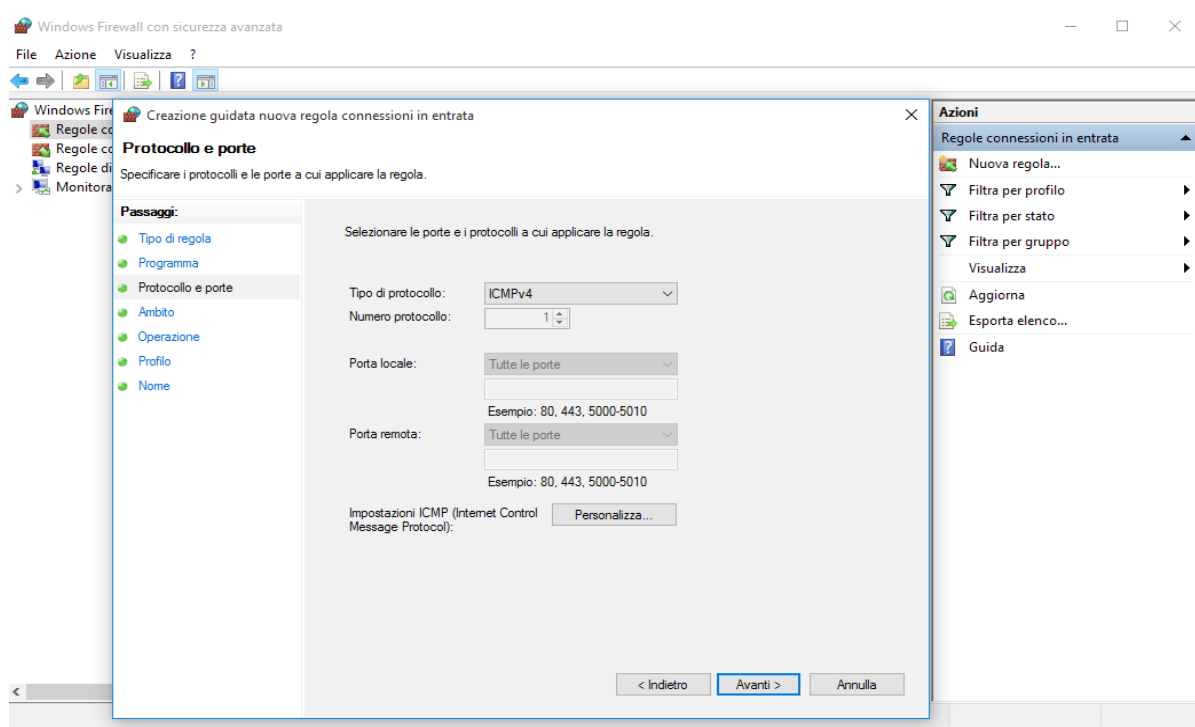 Windows Firewall con sicurezza avanzata
File Azione Visualizza ?
Windows Fire
Regole co
Regole co
Regole di
Monitora
Creazione guidata nuova regola connessioni in entrata
Protocollo e porte
Specificare i protocolli e le porte a cui applicare la regola.
Passaggi:
Tipo di regola
Programma
Protocollo e porte
Ambito
Operazione
Profilo
Nome
Selezionare le porte e i protocolli a cui applicare la regola.
Tipo di protocollo: ICMPv4
Numero protocollo: 1
Porta locale: Tutte le porte
Esempio: 80, 443, 5000-5010
Porta remota: Tutte le porte
Esempio: 80, 443, 5000-5010
Impostazioni ICMP (Internet Control
Message Protocol):
Personalizza...
< Indietro Avanti > Annulla
Azioni
Regole connessioni in entrata
Nuova regola...
Filtra per profilo
Filtra per stato
Filtra per gruppo
Visualizza
Aggiorna
Esporta elenco...
Guida